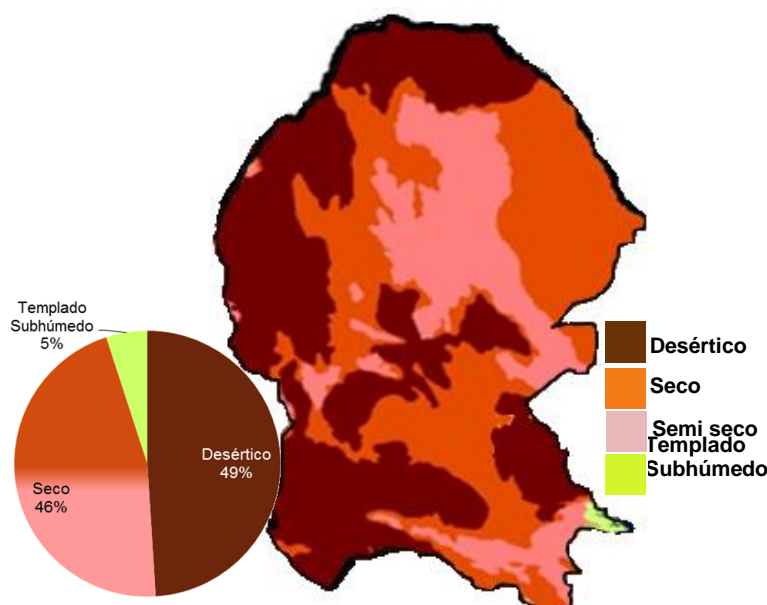 Templado
Subhúmedo
5%
Desértico
49%
Seco
46%
Desértico
Seco
Semi seco
Templado
Subhúmedo